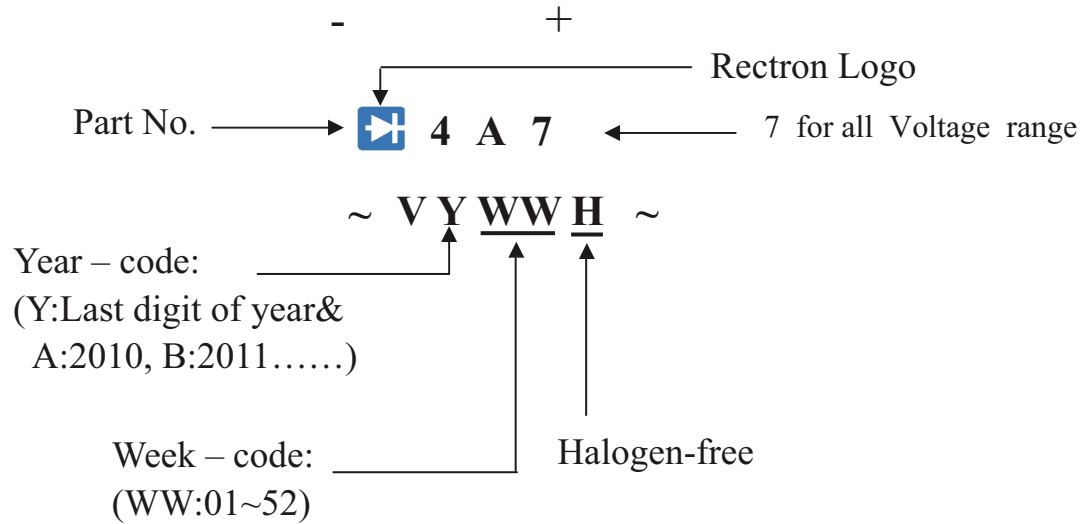 - +
Rectron Logo
Part No. 4 A 7 7 for all Voltage range
~ V Y WW H ~
Year – code:
(Y:Last digit of year&
A:2010, B:2011……)
Week – code:
(WW:01~52)
Halogen-free